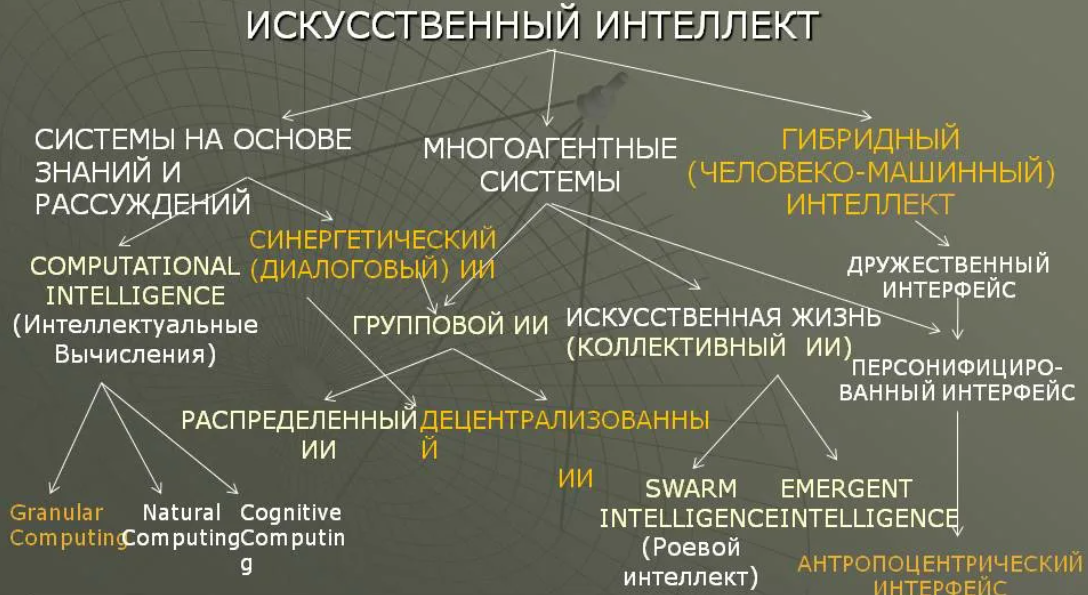 ИСКУССТВЕННЫЙ ИНТЕЛЛЕКТ
СИСТЕМЫ НА ОСНОВЕ
ЗНАНИЙ И
РАССУЖДЕНИЙ
МНОГОАГЕНТНЫЕ
СИСТЕМЫ
ГИБРИДНЫЙ
(ЧЕЛОВЕКО-МАШИННЫЙ)
ИНТЕЛЛЕКТ
СИНЕРГЕТИЧЕСКИЙ
(ДИАЛОГОВЫЙ) ИИ
COMPUTATIONAL
INTELLIGENCE
(Интеллектуальные
Вычисления)
ДРУЖЕСТВЕННЫЙ
ИНТЕРФЕЙС
ГРУППОВОЙ ИИ
ИСКУССТВЕННАЯ ЖИЗНЬ
(КОЛЛЕКТИВНЫЙ ИИ)
ПЕРСОНИФИЦИРО-
ВАННЫЙ ИНТЕРФЕЙС
РАСПРЕДЕЛЕННЫЙ
ИИ
ДЕЦЕНТРАЛИЗОВАННЫ
Й
ИИ
Granular
Computing
Natural
Computing
Cognitive
Computin
g
SWARM
INTELLIGENCE
(Роевой
интеллект)
EMERGENT
INTELLIGENCE
АНТРОПОЦЕНТРИЧЕСКИЙ
ИНТЕРФЕЙС